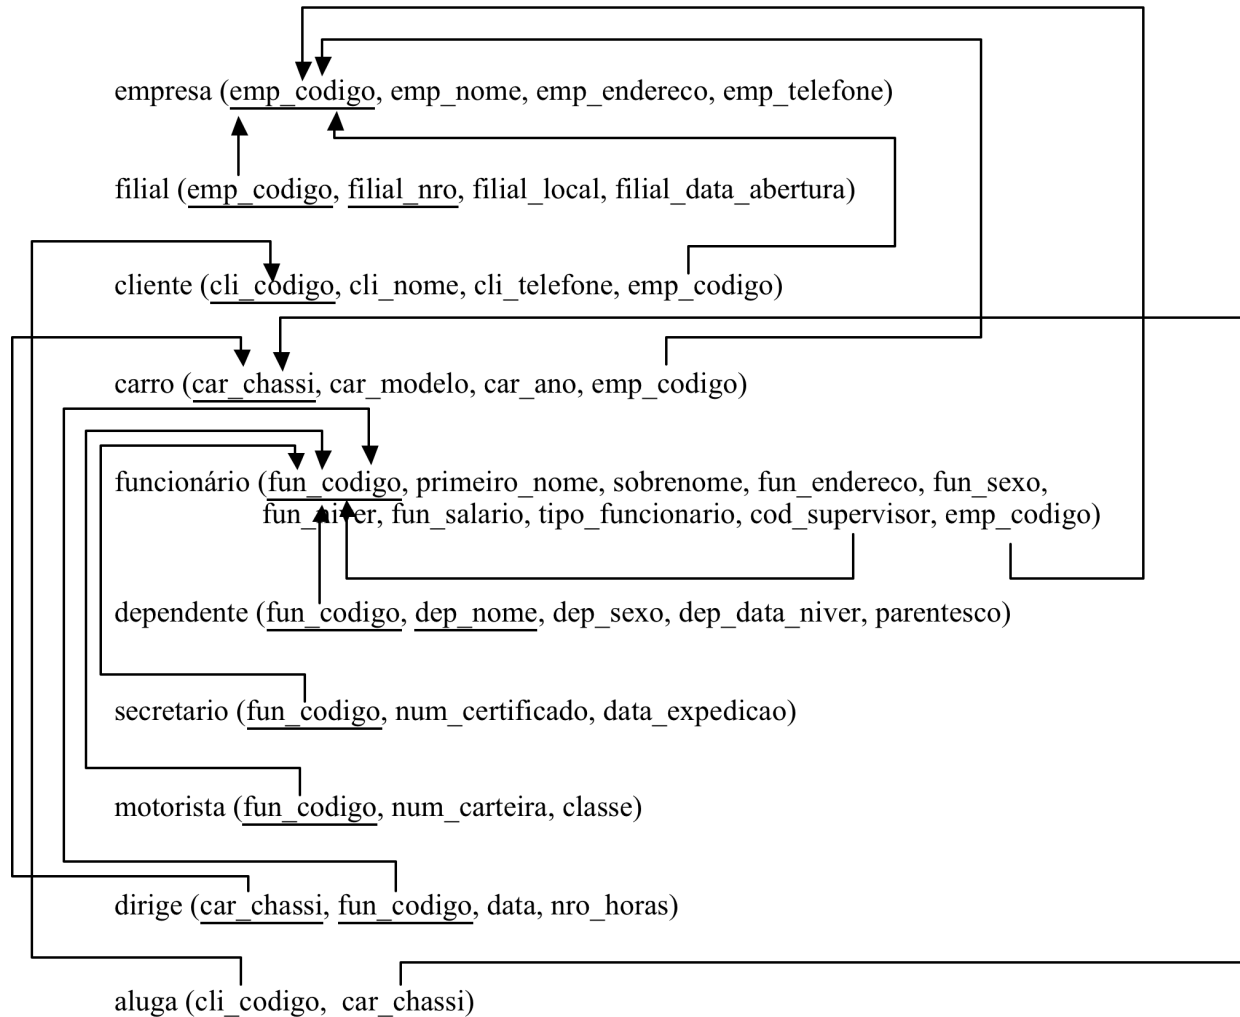 empresa (emp_codigo, emp_nome, emp_endereco, emp_telefone)
filial (emp_codigo, filial_nro, filial_local, filial_data_abertura)
cliente (cli_codigo, cli_nome, cli_telefone, emp_codigo)
carro (car_chassi, car_modelo, car_ano, emp_codigo)
funcionário (fun_codigo, primeiro_nome, sobrenome, fun_endereco, fun_sexo,
fun_niver, fun_salario, tipo_funcionario, cod_supervisor, emp_codigo)
dependente (fun_codigo, dep_nome, dep_sexo, dep_data_niver, parentesco)
secretario (fun_codigo, num_certificado, data_expedicao)
motorista (fun_codigo, num_carteira, classe)
dirige (car_chassi, fun_codigo, data, nro_horas)
aluga (cli_codigo, car_chassi)